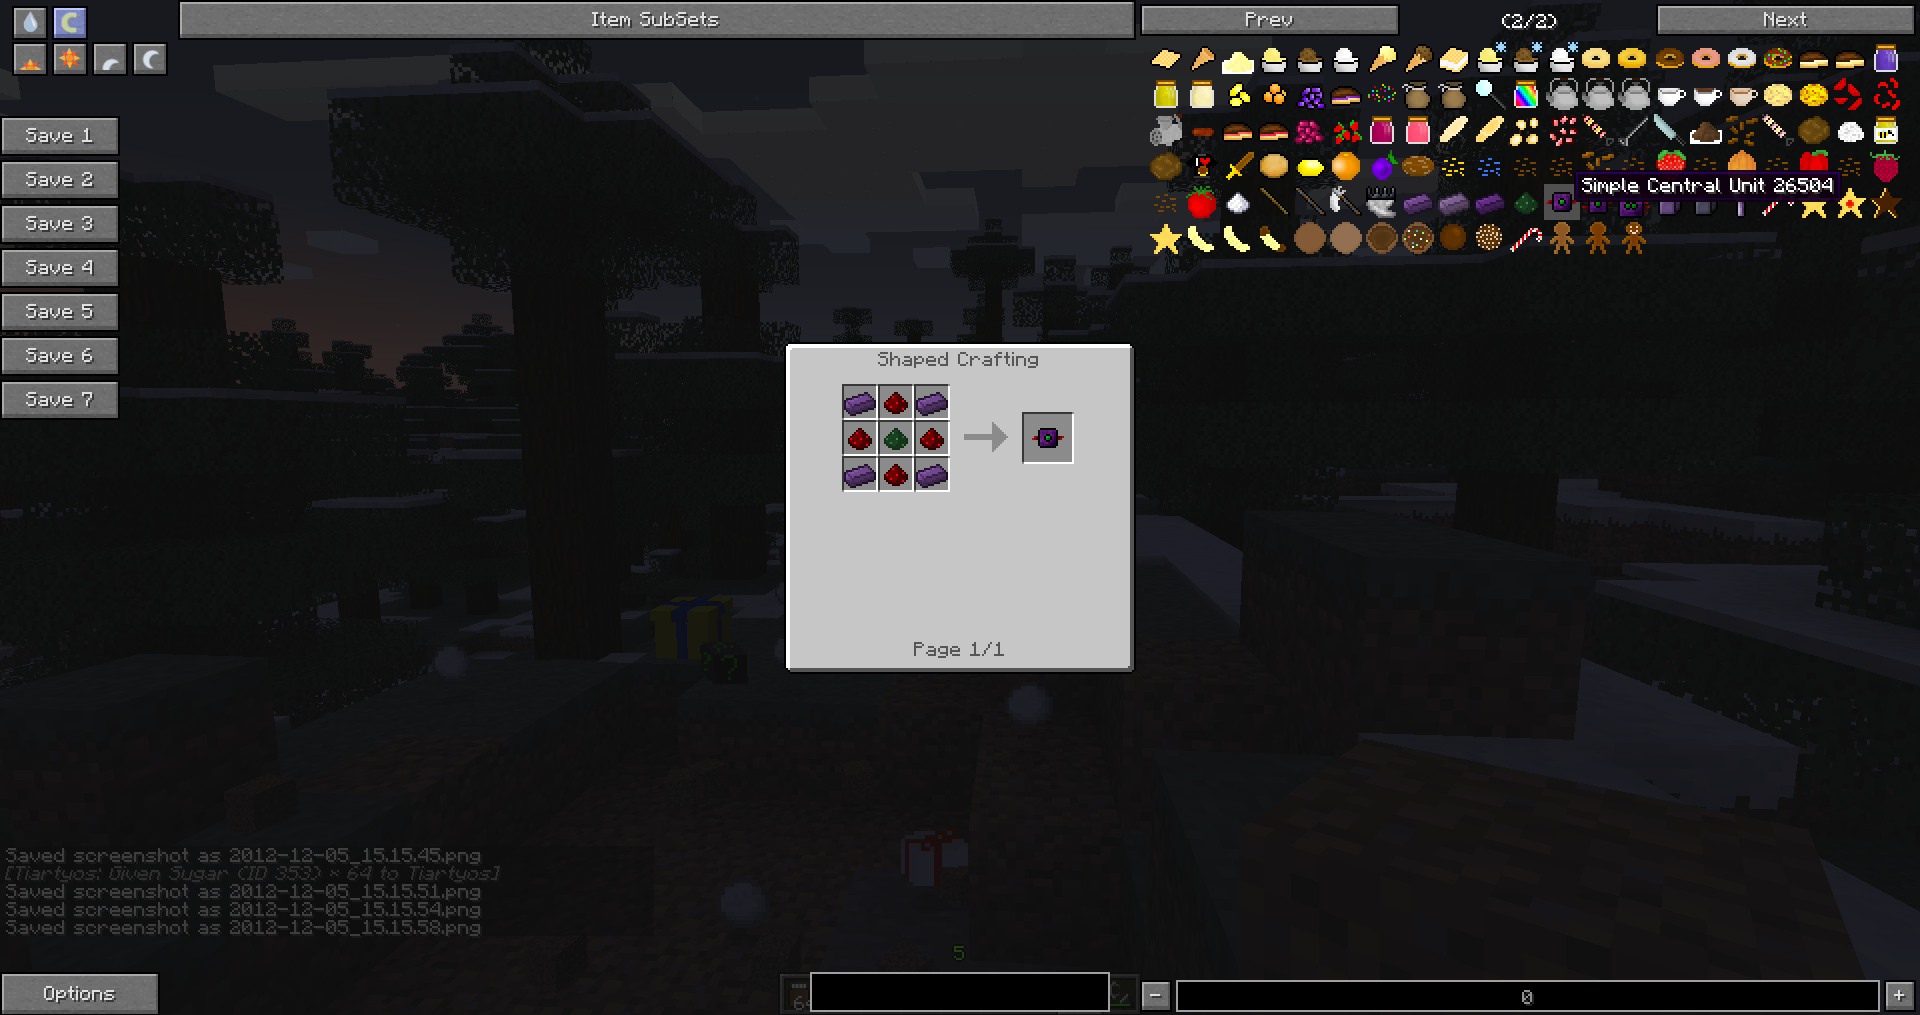 Item SubSets
Prev
(2/2)
Next
Save 1
Save 2
Save 3
Save 4
Save 5
Save 6
Save 7
Simple Central Unit 26504
Shaped Crafting
Page 1/1
Saved screenshot as 2012-12-05_15.15.45.png
[Tiartyos: Given Sugar (ID 353) * 64 to Tiartyos]
Saved screenshot as 2012-12-05_15.15.51.png
Saved screenshot as 2012-12-05_15.15.54.png
Saved screenshot as 2012-12-05_15.15.58.png
5
Options
-
0
+